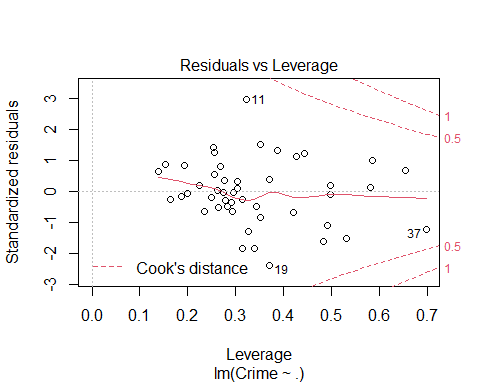 Residuals vs Leverage
Standardized residuals
3
2
1
0
-1
-2
-3
11
1
0.5
37
0.5
1
19
Cook's distance
0.0 0.1 0.2 0.3 0.4 0.5 0.6 0.7
Leverage
lm(Crime ~ .)